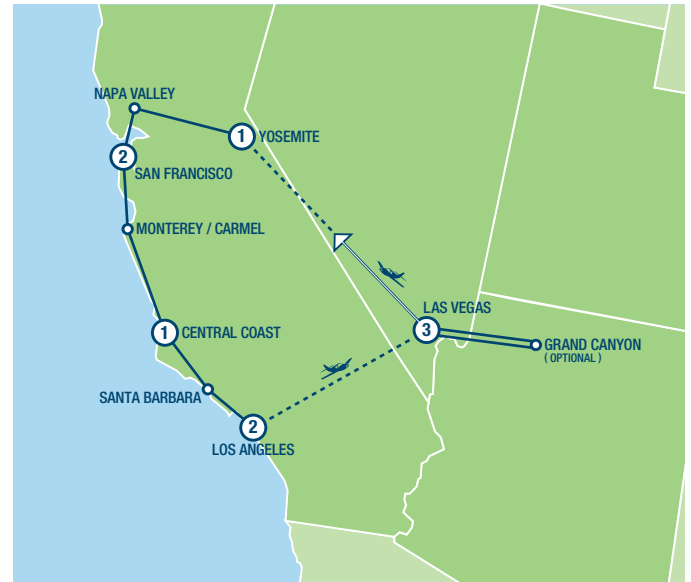 NAPA VALLEY
1
YOSEMITE
2
SAN FRANCISCO
MONTEREY / CARMEL
LAS VEGAS
3
1
CENTRAL COAST
GRAND CANYON
( OPTIONAL )
SANTA BARBARA
2
LOS ANGELES